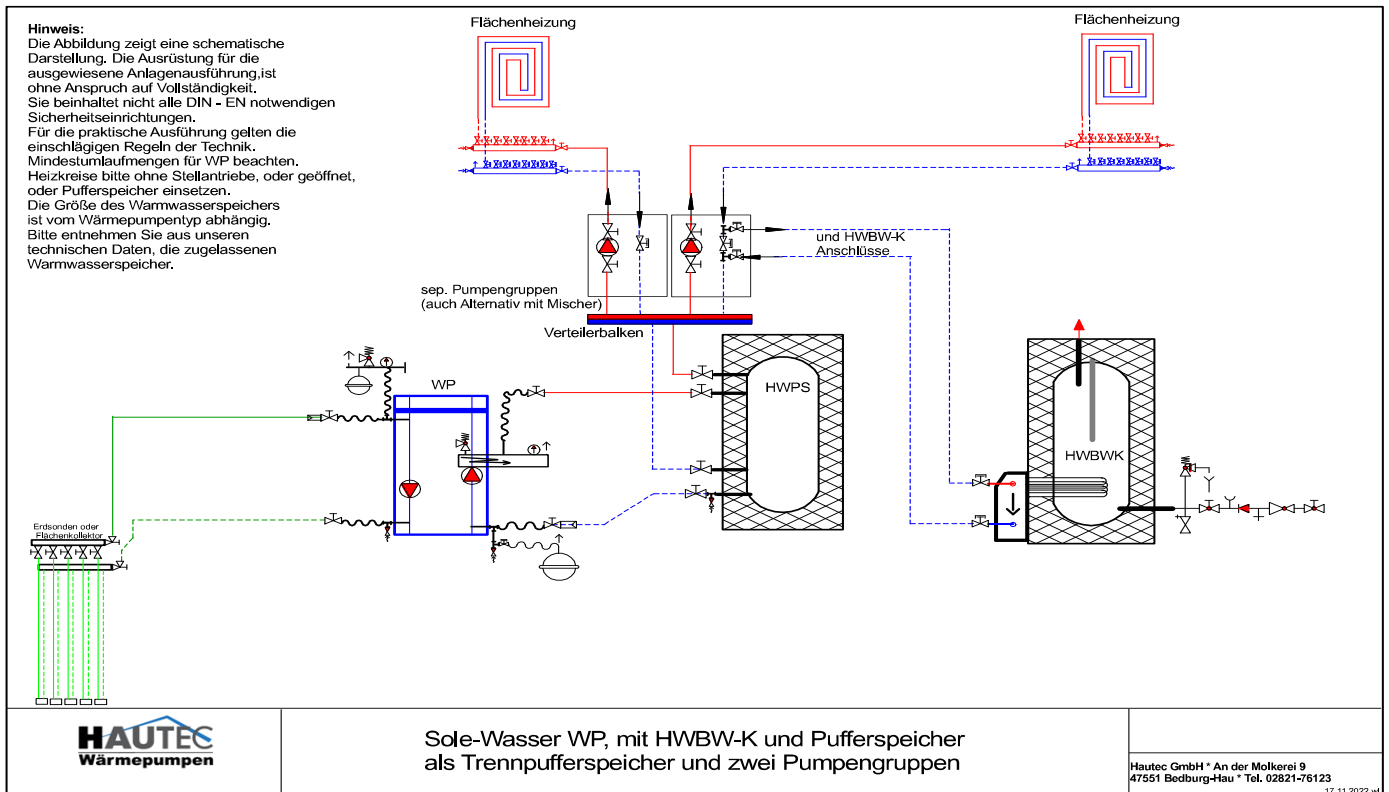 Hinweis:
Die Abbildung zeigt eine schematische
Darstellung. Die Ausrüstung für die
ausgewiesene Anlagenausführung,ist
ohne Anspruch auf Vollständigkeit.
Sie beinhaltet nicht alle DIN - EN notwendigen
Sicherheitseinrichtungen.
Für die praktische Ausführung gelten die
einschlägigen Regeln der Technik.
Mindestumlaufmengen für WP beachten.
Heizkreise bitte ohne Stellantriebe, oder geöffnet,
oder Pufferspeicher einsetzen.
Die Größe des Warmwasserspeichers
ist vom Wärmepumpentyp abhängig.
Bitte entnehmen Sie aus unseren
technischen Daten, die zugelassenen
Warmwasserspeicher.
Flächenheizung
Flächenheizung
und HWBW-K
Anschlüsse
sep. Pumpengruppen
(auch Alternativ mit Mischer)
Verteilerbalken
WP
HWPS
HWBWK
Erdsonden oder
Flächenkollektor
HAUTEC
Wärmepumpen
Sole-Wasser WP, mit HWBW-K und Pufferspeicher
als Trennpufferspeicher und zwei Pumpengruppen
Hautec GmbH * An der Molkerei 9
47551 Bedburg-Hau * Tel. 02821-76123
17.11.2022 wl